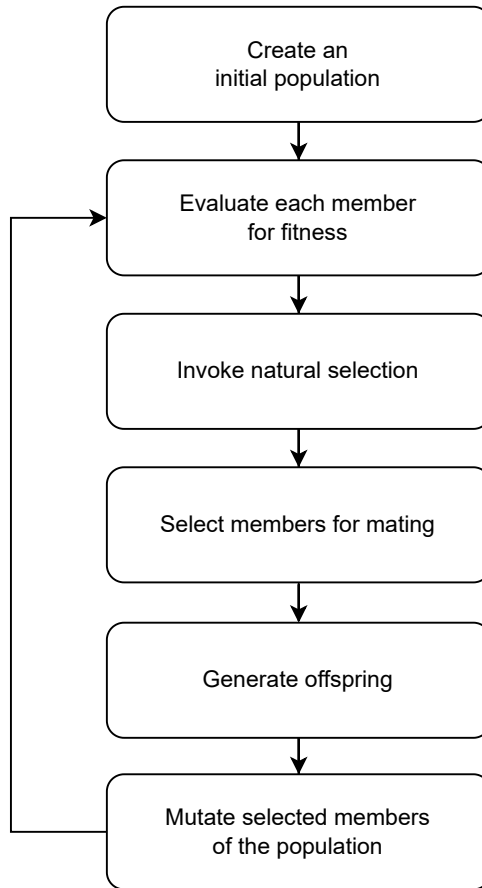 Create an
initial population
Evaluate each member
for fitness
Invoke natural selection
Select members for mating
Generate offspring
Mutate selected members
of the population